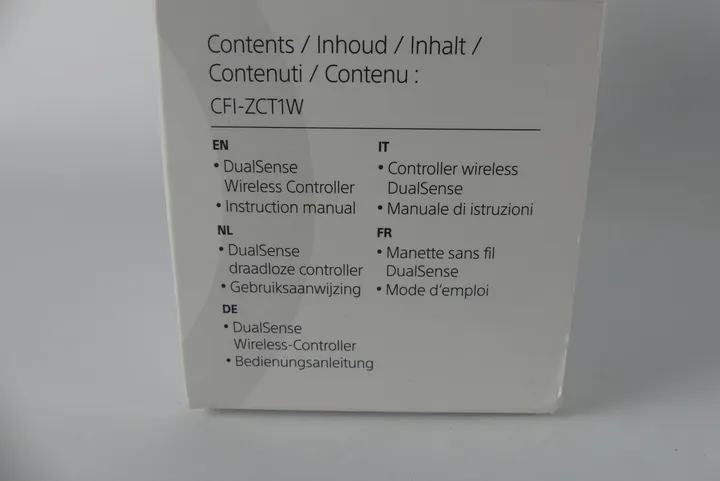 Contents / Inhoud / Inhalt /
Contenuti / Contenu :
CFI-ZCT1W
EN
• DualSense
Wireless Controller
• Instruction manual
NL
• DualSense
draadloze controller
• Gebruiksaanwijzing
DE
• DualSense
Wireless-Controller
• Bedienungsanleitung
IT
• Controller wireless
DualSense
• Manuale di istruzioni
FR
• Manette sans fil
DualSense
• Mode d'emploi